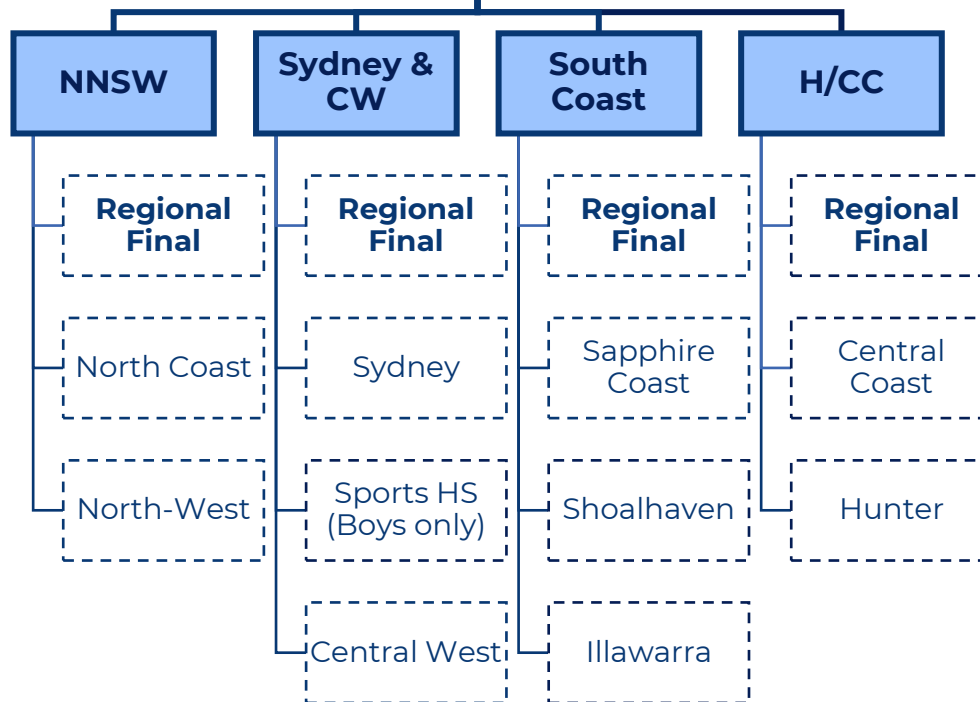 NNSW
Regional
Final
North Coast
North-West
Sydney &
CW
Regional
Final
Sydney
Sports HS
(Boys only)
Central West
South
Coast
Regional
Final
Sapphire
Coast
Shoalhaven
Illawarra
H/CC
Regional
Final
Central
Coast
Hunter